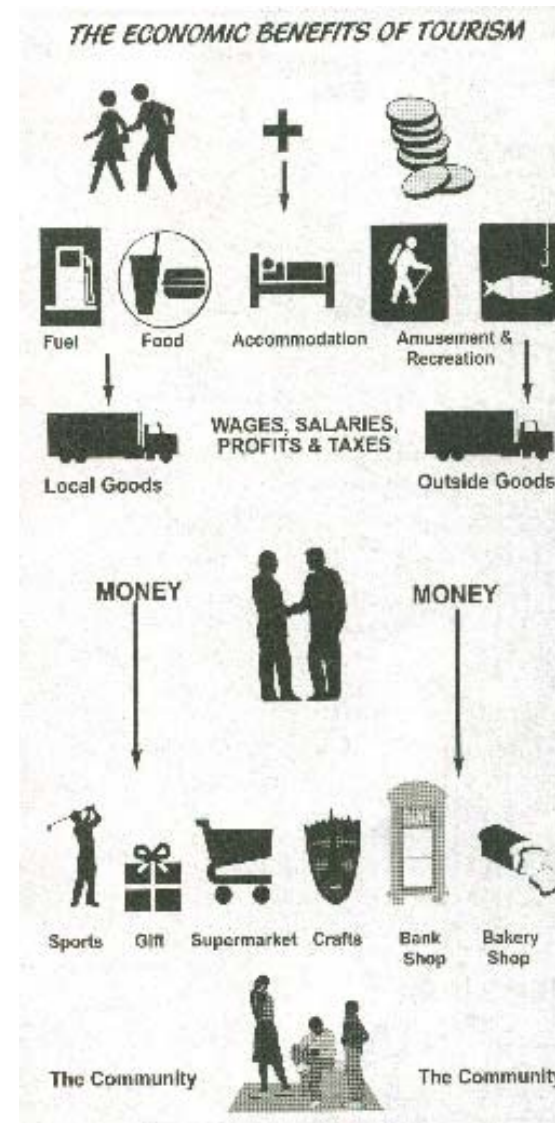 THE ECONOMIC BENEFITS OF TOURISM
Fuel
Food
Accommodation
Amusement &
Recreation
WAGES, SALARIES,
PROFITS & TAXES
Local Goods
Outside Goods
MONEY
MONEY
Sports
Gift
Supermarket
Crafts
Bank
Shop
Bakery
Shop
The Community
The Community